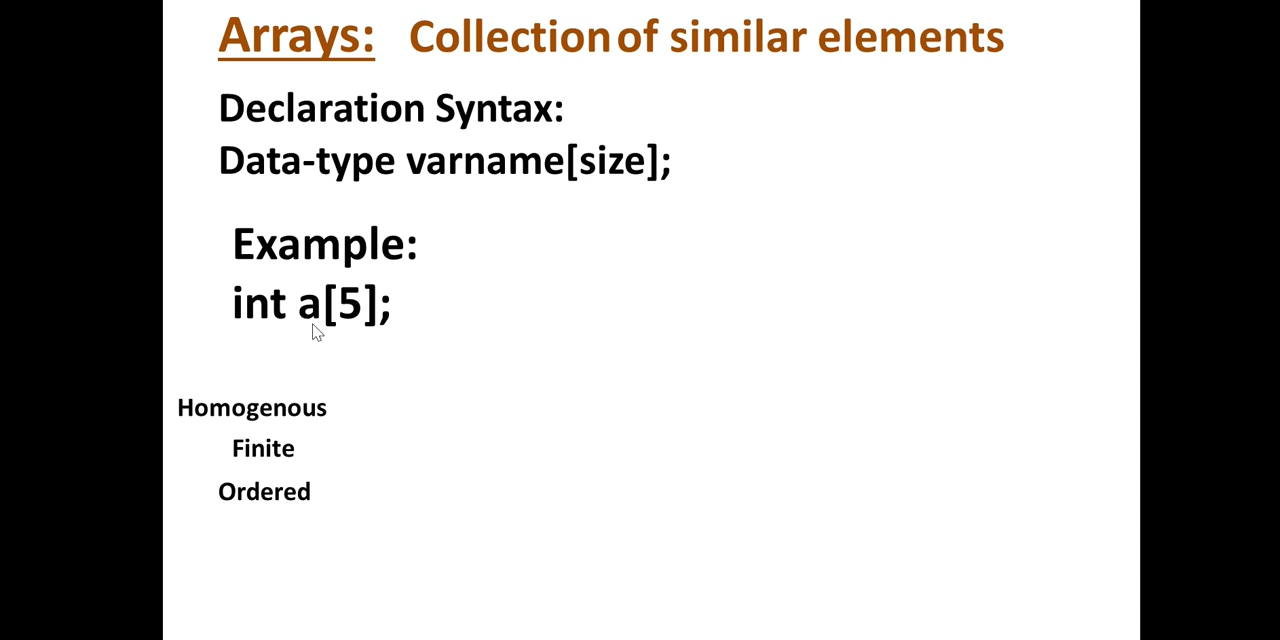 Arrays: Collection of similar elements
Declaration Syntax:
Data-type varname[size];
Example:
int a[5];
Homogenous
Finite
Ordered